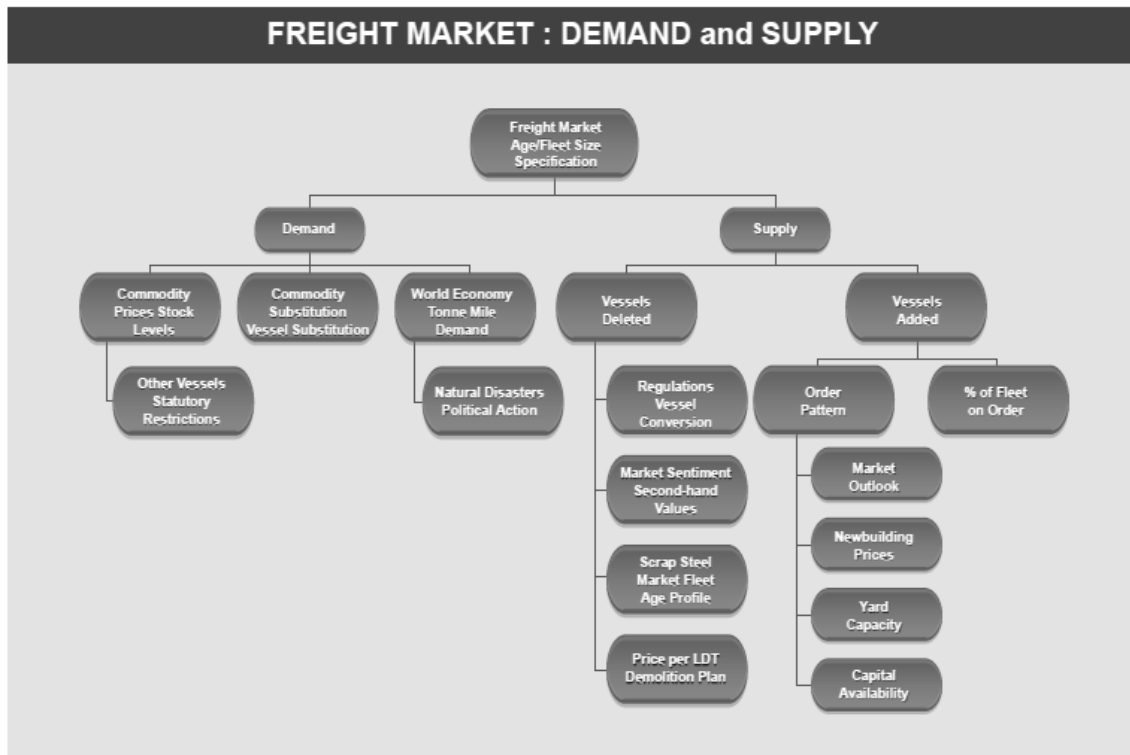 FREIGHT MARKET : DEMAND and SUPPLY
Freight Market
Age/Fleet Size
Specification
Demand
Supply
Commodity
Prices Stock
Levels
Commodity
Substitution
Vessel Substitution
World Economy
Tonne Mile
Demand
Vessels
Deleted
Vessels
Added
Other Vessels
Statutory
Restrictions
Natural Disasters
Political Action
Regulations
Vessel
Conversion
Order
Pattern
% of Fleet
on Order
Market Sentiment
Second-hand
Values
Market
Outlook
Newbuilding
Prices
Scrap Steel
Market Fleet
Age Profile
Yard
Capacity
Price per LDT
Demolition Plan
Capital
Availability